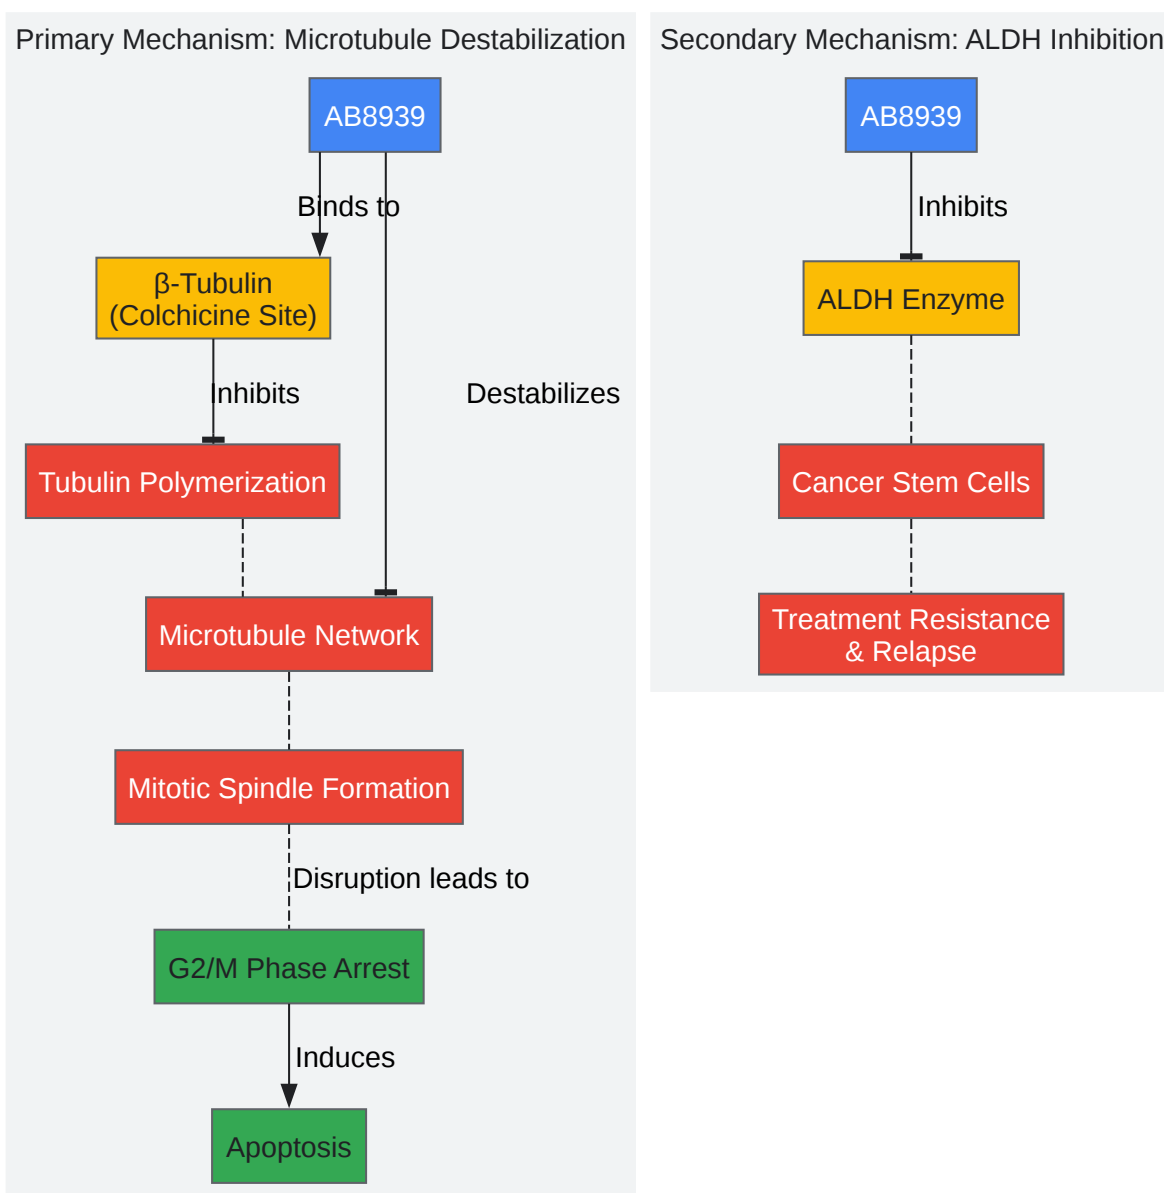 Primary Mechanism: Microtubule Destabilization
AB8939
Binds to
β-Tubulin
(Colchicine Site)
Inhibits
Destabilizes
Tubulin Polymerization
Microtubule Network
Mitotic Spindle Formation
Disruption leads to
G2/M Phase Arrest
Induces
Apoptosis
Secondary Mechanism: ALDH Inhibition
AB8939
Inhibits
ALDH Enzyme
Cancer Stem Cells
Treatment Resistance
& Relapse